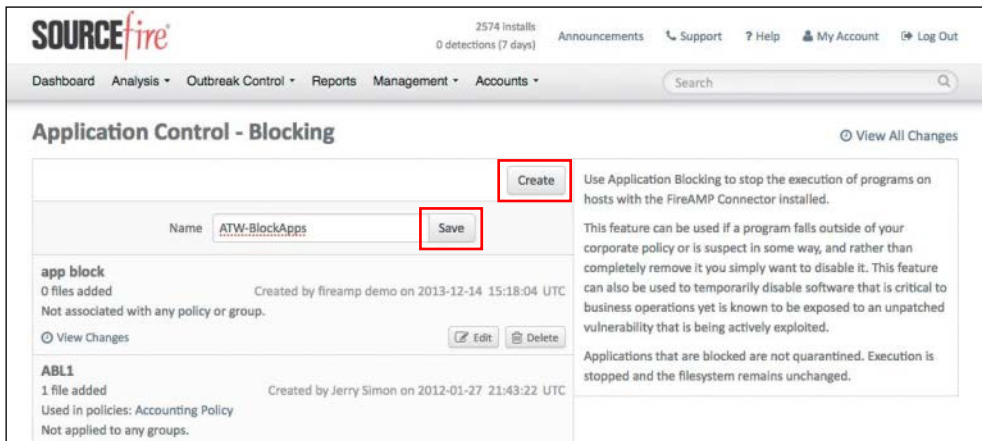 SOURCEfire
2574 installs
0 detections (7 days)
Announcements
Support
? Help
My Account
Log Out
Dashboard
Analysis
Outbreak Control
Reports
Management
Accounts
Search
Application Control - Blocking
View All Changes
Create
Name
ATW-BlockApps
Save
app block
0 files added
Created by fireamp demo on 2013-12-14 15:18:04 UTC
Not associated with any policy or group.
View Changes
Edit
Delete
ABL1
1 file added
Created by Jerry Simon on 2012-01-27 21:43:22 UTC
Used in policies: Accounting Policy
Not applied to any groups.
Use Application Blocking to stop the execution of programs on
hosts with the FireAMP Connector installed.
This feature can be used if a program falls outside of your
corporate policy or is suspect in some way, and rather than
completely remove it you simply want to disable it. This feature
can also be used to temporarily disable software that is critical to
business operations yet is known to be exposed to an unpatched
vulnerability that is being actively exploited.
Applications that are blocked are not quarantined. Execution is
stopped and the filesystem remains unchanged.